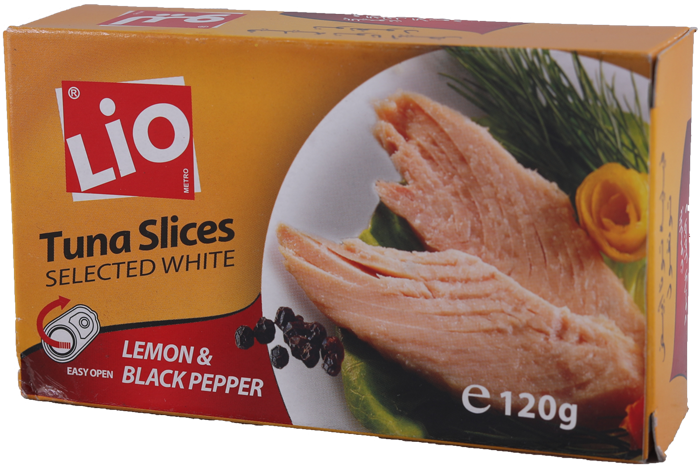 ®
LiO
METRO
Tuna Slices
SELECTED WHITE
EASY OPEN
LEMON &
BLACK PEPPER
℮ 120g